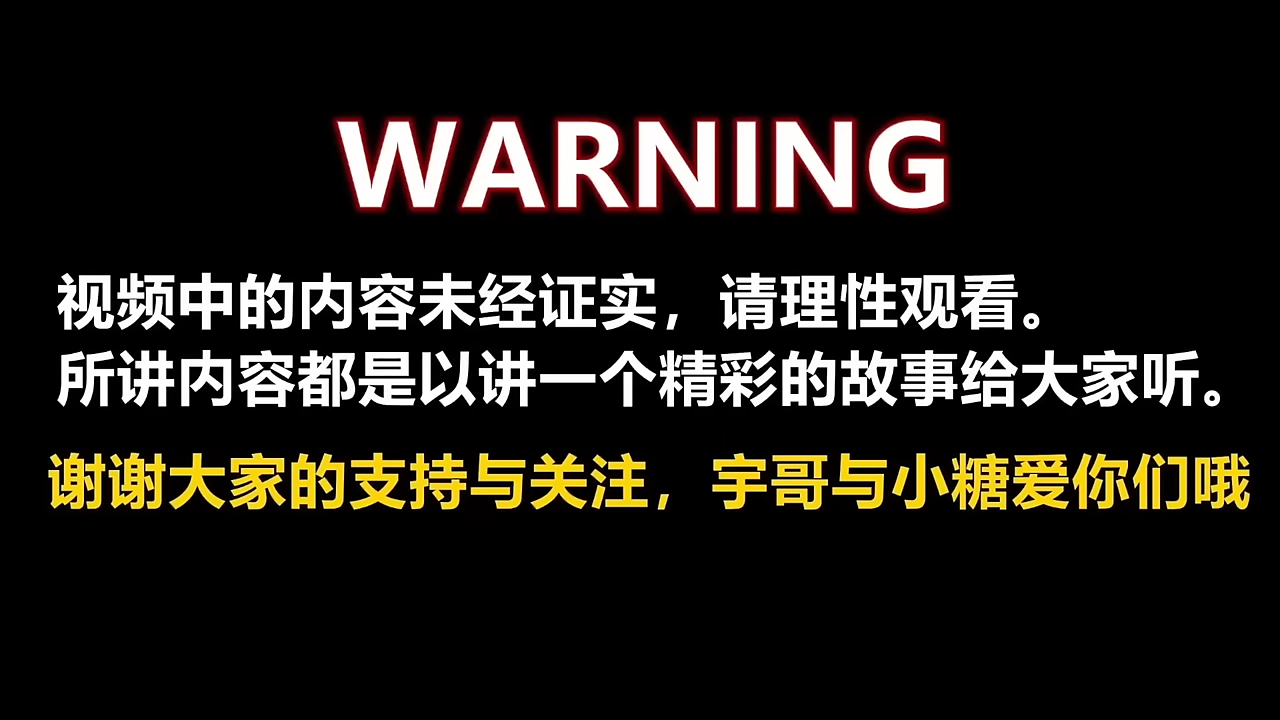 WARNING
视频中的内容未经证实，请理性观看。
所讲内容都是以讲一个精彩的故事给大家听。
谢谢大家的支持与关注，宇哥与小糖爱你们哦